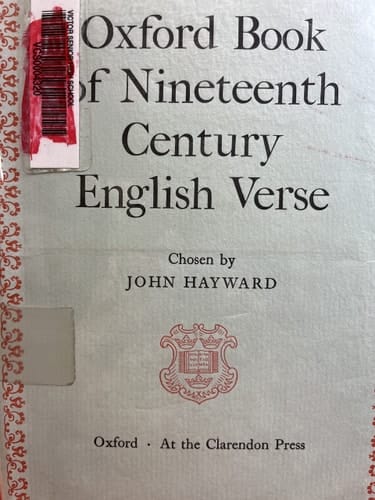 Oxford Book
of Nineteenth
Century
English Verse
Chosen by
JOHN HAYWARD
Oxford · At the Clarendon Press